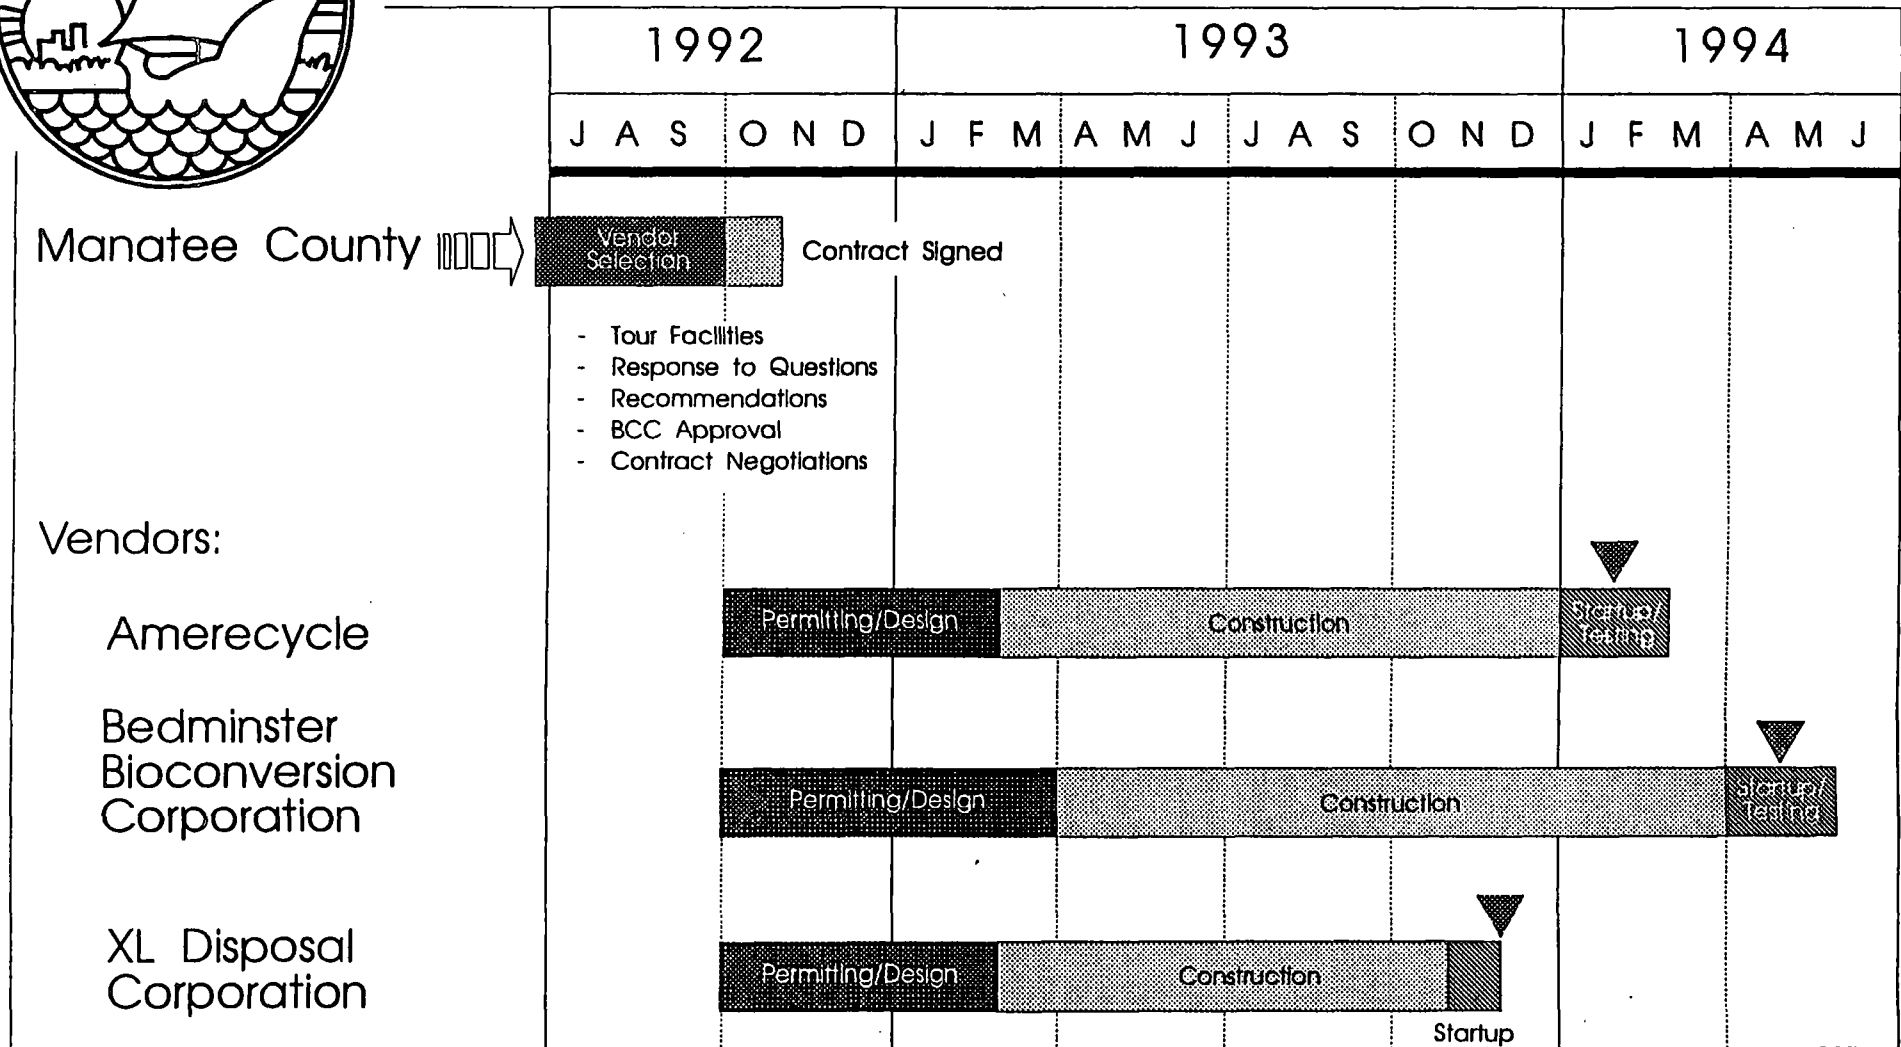 1992 1993 1994
J A S O N D J F M A M J J A S O N D J F M A M J
Manatee County
Vendor
Selection
Contract Signed
- Tour Facilities
- Response to Questions
- Recommendations
- BCC Approval
- Contract Negotiations
Vendors:
Amerecycle
Permitting/Design
Construction
Startup/
Testing
Bedminster
Bioconversion
Corporation
Permitting/Design
Construction
Startup/
Testing
XL Disposal
Corporation
Permitting/Design
Construction
Startup